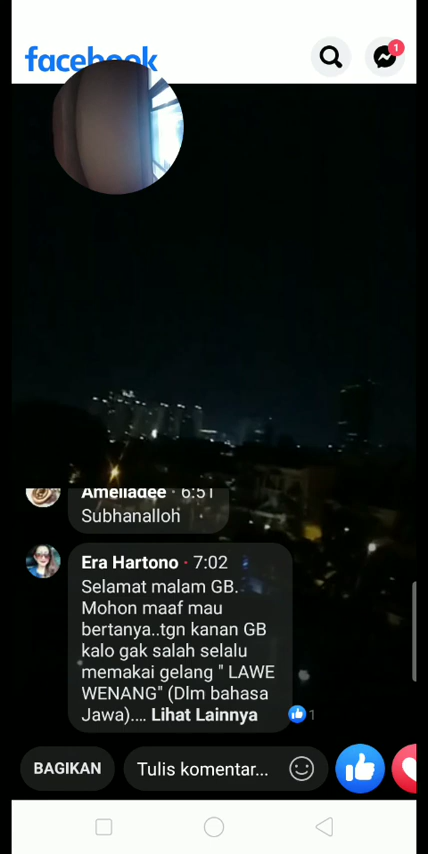 facebook
1
Amelladee · 6:51
Subhanalloh
Era Hartono · 7:02
Selamat malam GB.
Mohon maaf mau
bertanya..tgn kanan GB
kalo gak salah selalu
memakai gelang " LAWE
WENANG" (Dlm bahasa
Jawa).... Lihat Lainnya
1
BAGIKAN
Tulis komentar...